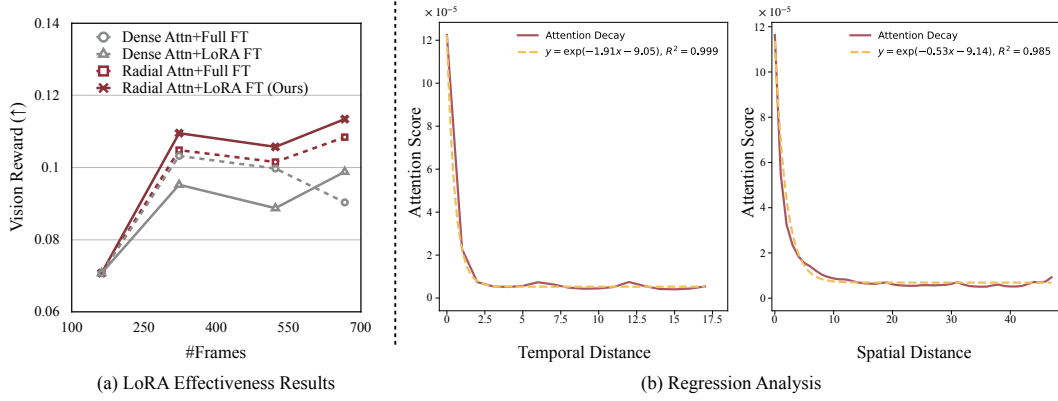 0.14
0.12
0.1
0.08
0.06
Vision Reward (↑)
Dense Attn+Full FT
Dense Attn+LoRA FT
Radial Attn+Full FT
Radial Attn+LoRA FT (Ours)
100
250
400
550
700
#Frames
(a) LoRA Effectiveness Results
× 10⁻⁵
12
10
8
6
4
2
0
Attention Score
Attention Decay
y = exp(−1.91x − 9.05), R² = 0.999
0.0
2.5
5.0
7.5
10.0
12.5
15.0
17.5
Temporal Distance
× 10⁻⁵
12
10
8
6
4
2
0
Attention Score
Attention Decay
y = exp(−0.53x − 9.14), R² = 0.985
0
10
20
30
40
Spatial Distance
(b) Regression Analysis